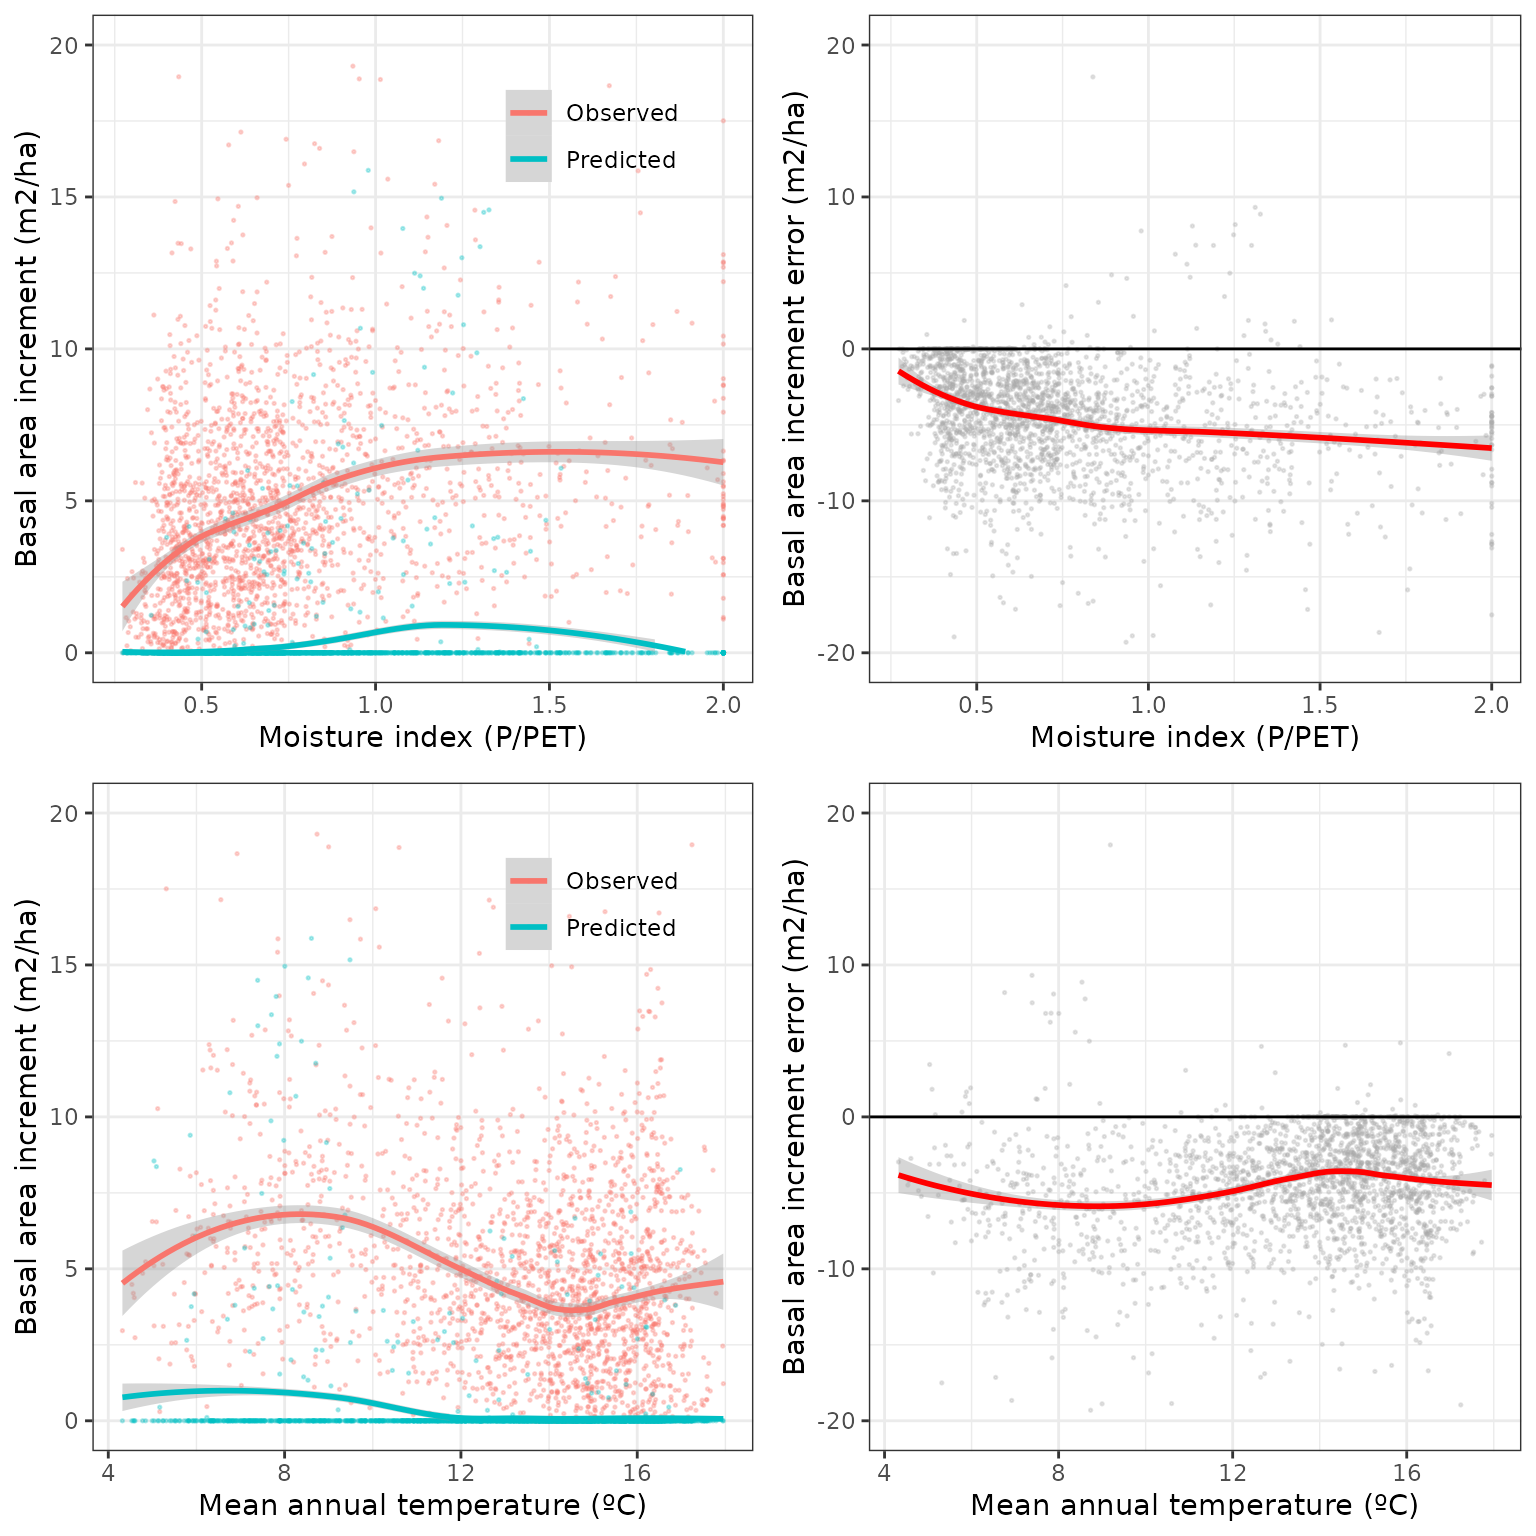 Basal area increment (m2/ha)
20
15
10
5
0
Observed
Predicted
0.5 1.0 1.5 2.0
Moisture index (P/PET)
Basal area increment error (m2/ha)
20
10
0
-10
-20
0.5 1.0 1.5 2.0
Moisture index (P/PET)
Basal area increment (m2/ha)
20
15
10
5
0
Observed
Predicted
4 8 12 16
Mean annual temperature (ºC)
Basal area increment error (m2/ha)
20
10
0
-10
-20
4 8 12 16
Mean annual temperature (ºC)